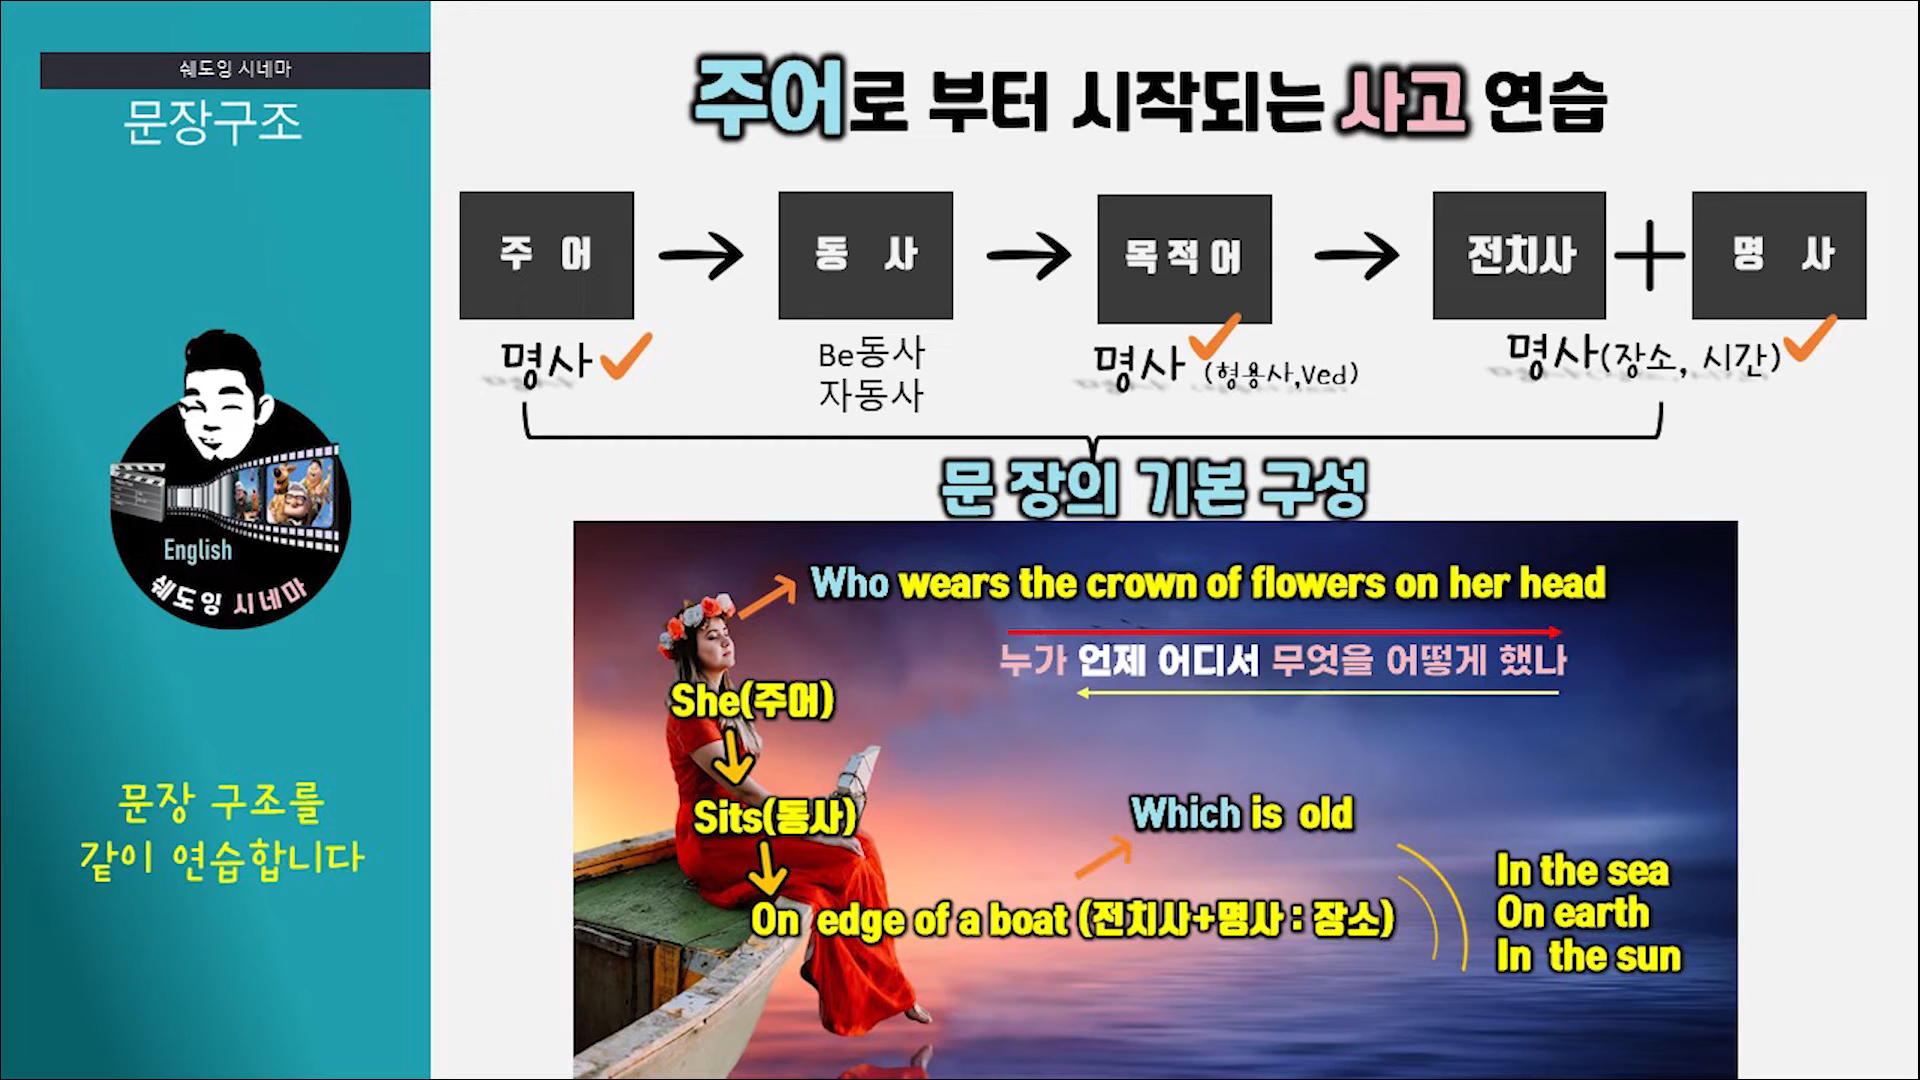 쉐도잉 시네마
문장구조
English
쉐도잉 시네마
문장 구조를
같이 연습합니다
주어로 부터 시작되는 사고 연습
주 어 → 동 사 → 목적어 → 전치사 + 명 사
명사 ✓
Be동사
자동사
명사 ✓ (형용사,Ved)
명사(장소, 시간) ✓
문 장의 기본 구성
Who wears the crown of flowers on her head
누가 언제 어디서 무엇을 어떻게 했나
She(주어)
Sits(동사)
Which is old
On edge of a boat (전치사+명사 : 장소)
In the sea
On earth
In the sun